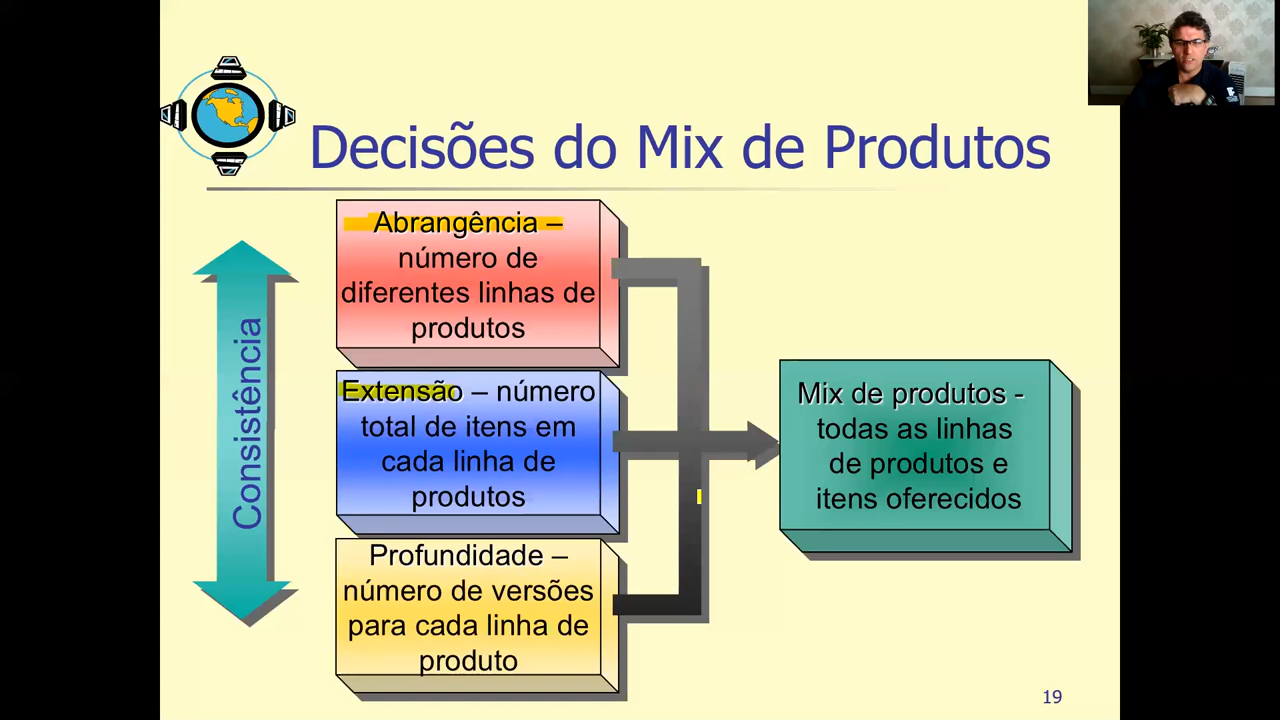 Decisões do Mix de Produtos
Consistência
Abrangência –
número de
diferentes linhas de
produtos
Extensão – número
total de itens em
cada linha de
produtos
Profundidade –
número de versões
para cada linha de
produto
Mix de produtos -
todas as linhas
de produtos e
itens oferecidos
19